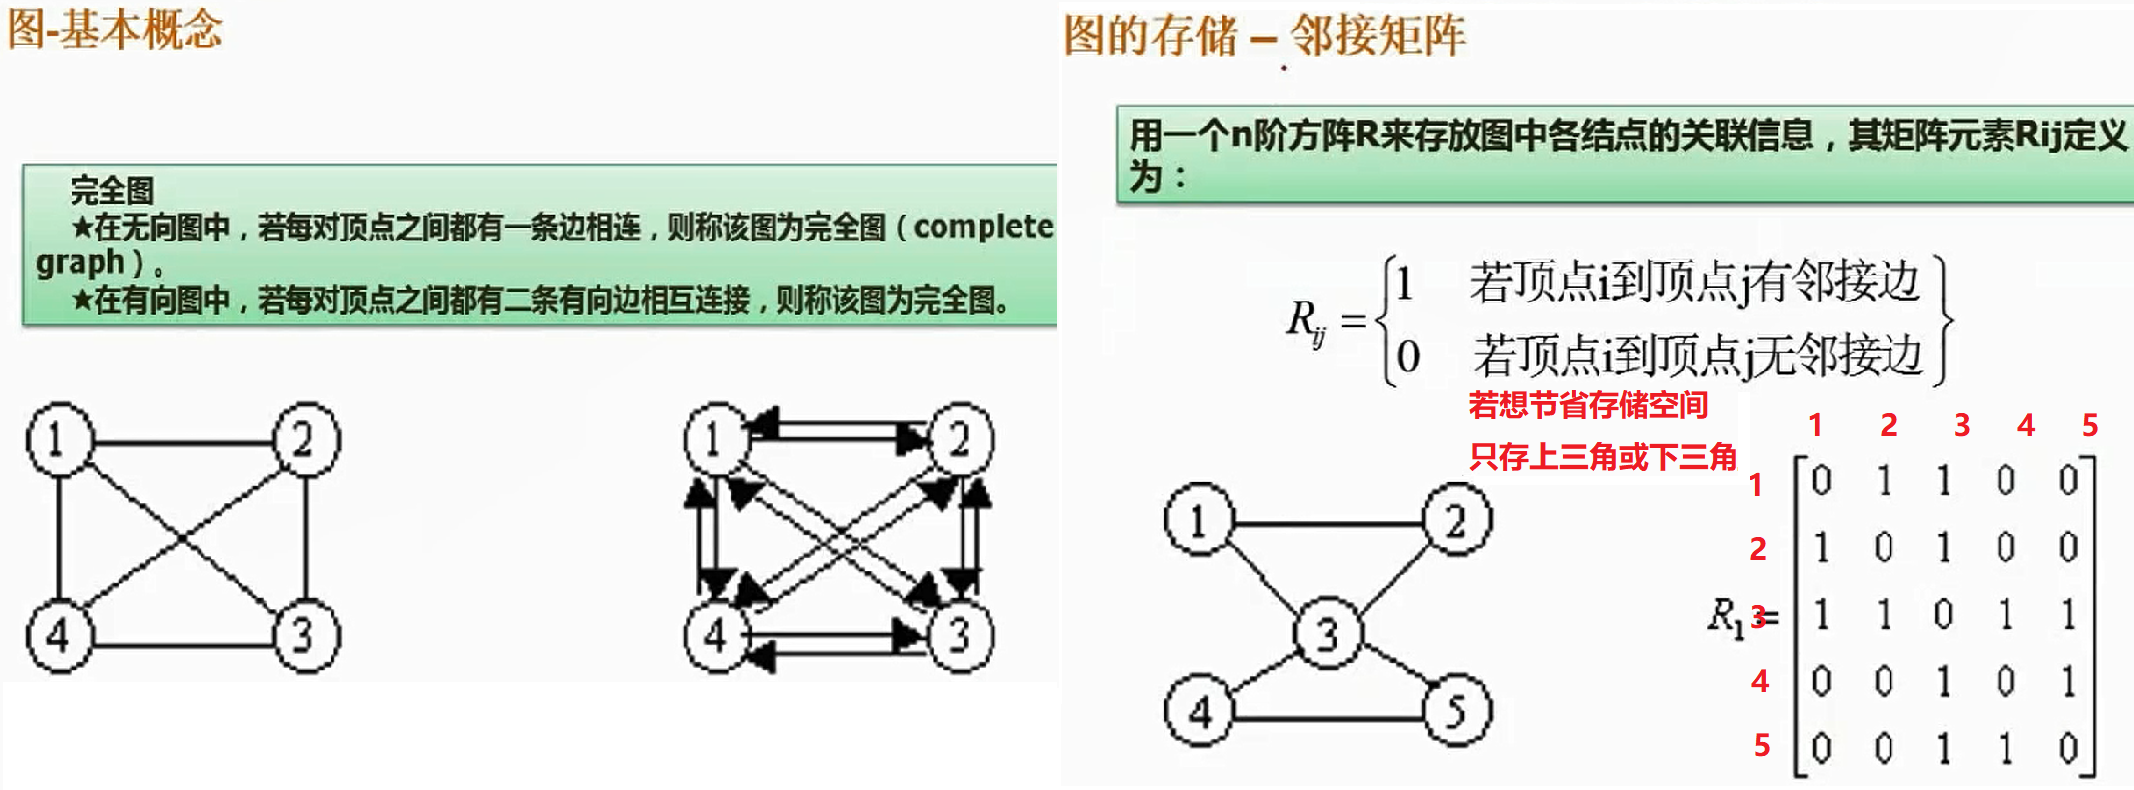 图-基本概念
完全图
★在无向图中，若每对顶点之间都有一条边相连，则称该图为完全图（complete
graph）。
★在有向图中，若每对顶点之间都有二条有向边相互连接，则称该图为完全图。
1 2
4 3
1 2
4 3
图的存储 – 邻接矩阵
用一个n阶方阵R来存放图中各结点的关联信息，其矩阵元素Rij定义
为：
Rij = { 1 若顶点i到顶点j有邻接边
0 若顶点i到顶点j无邻接边 }
若想节省存储空间
只存上三角或下三角
1 2
3
4 5
1 2 3 4 5
1 0 1 1 0 0
2 1 0 1 0 0
R1= 3 1 1 0 1 1
4 0 0 1 0 1
5 0 0 1 1 0